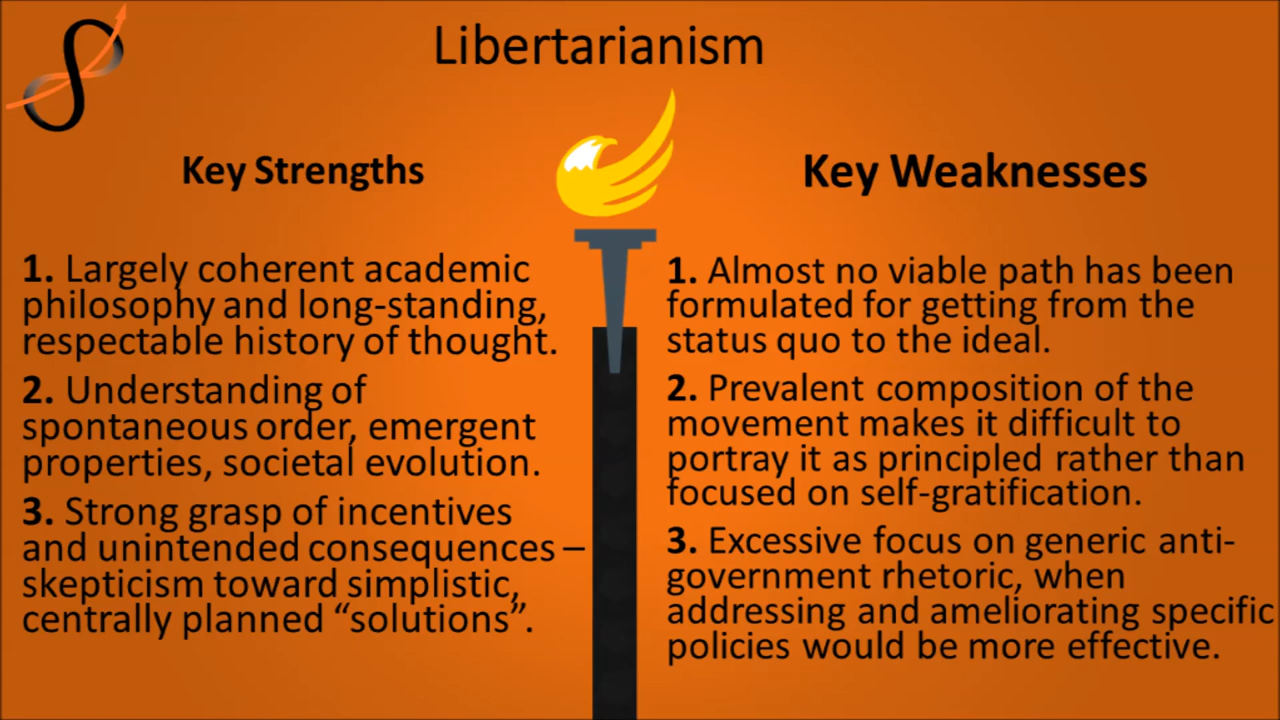 Libertarianism
Key Strengths
1. Largely coherent academic
philosophy and long-standing,
respectable history of thought.
2. Understanding of
spontaneous order, emergent
properties, societal evolution.
3. Strong grasp of incentives
and unintended consequences –
skepticism toward simplistic,
centrally planned “solutions”.
Key Weaknesses
1. Almost no viable path has been
formulated for getting from the
status quo to the ideal.
2. Prevalent composition of the
movement makes it difficult to
portray it as principled rather than
focused on self-gratification.
3. Excessive focus on generic anti-
government rhetoric, when
addressing and ameliorating specific
policies would be more effective.